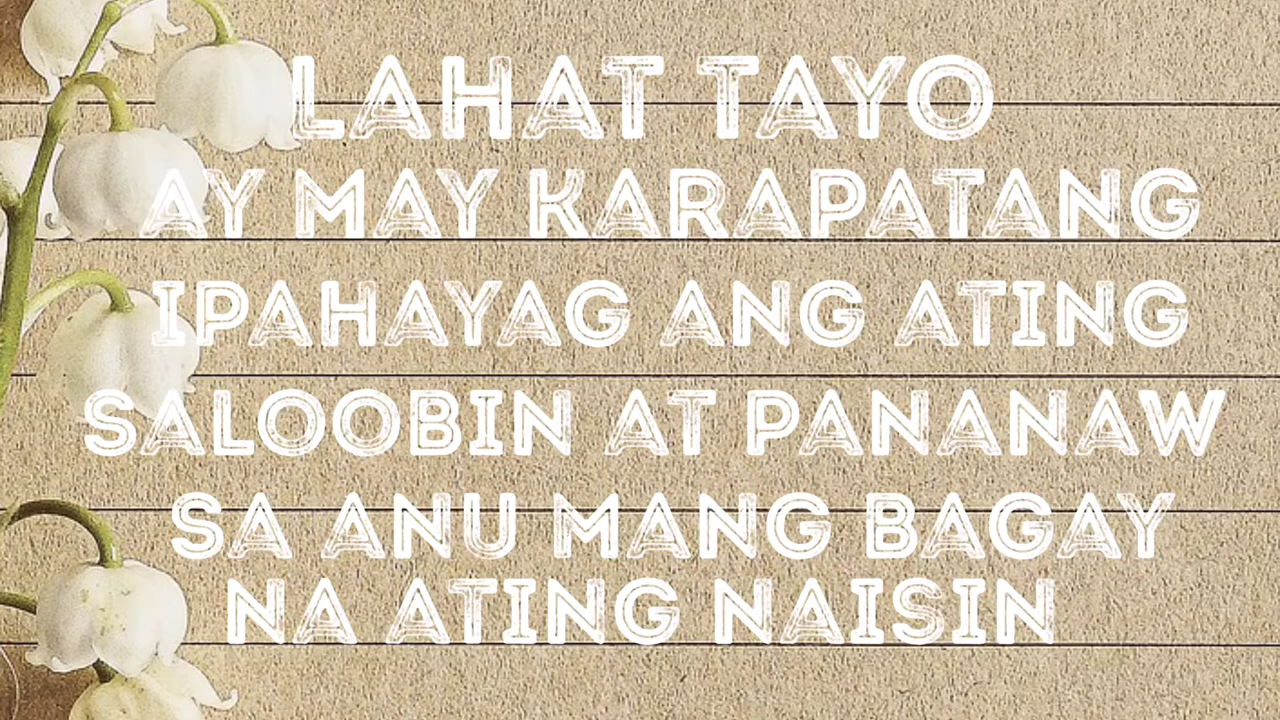 LAHAT TAYO
AY MAY KARAPATANG
IPAHAYAG ANG ATING
SALOOBIN AT PANANAW
SA ANU MANG BAGAY
NA ATING NAISIN